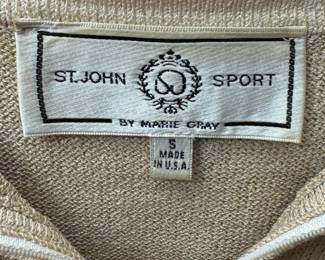 ST. JOHN SPORT
BY MARIE GRAY
S
MADE
IN U.S.A.